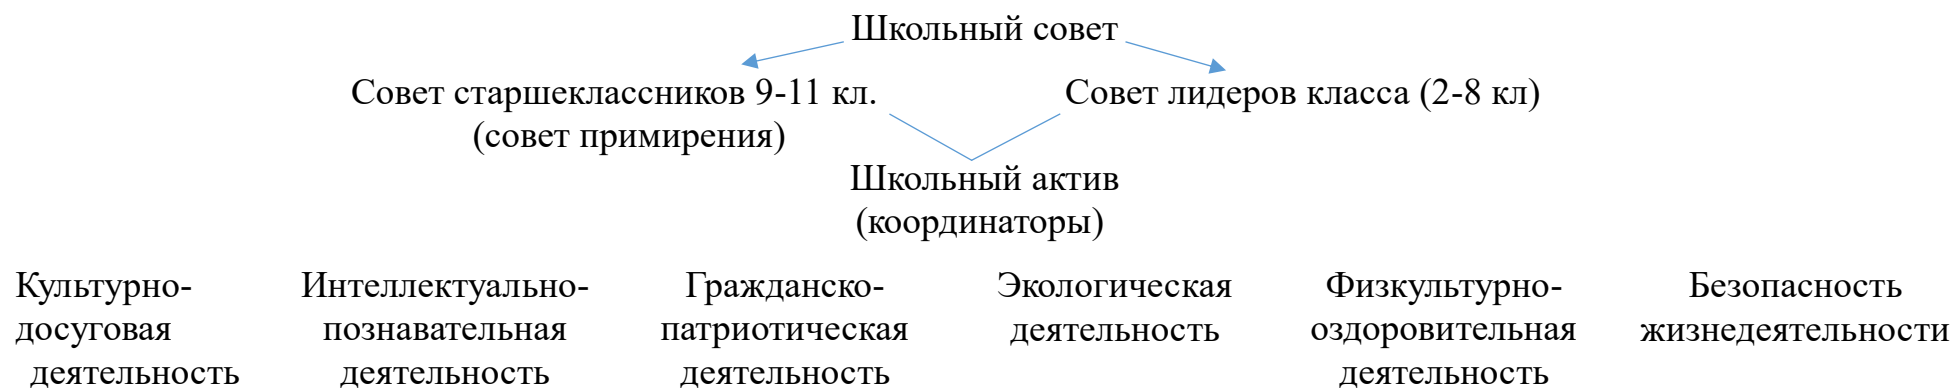 Школьный совет
Совет старшеклассников 9-11 кл.
(совет примирения)
Совет лидеров класса (2-8 кл)
Школьный актив
(координаторы)
Культурно-
досуговая
деятельность
Интеллектуально-
познавательная
деятельность
Гражданско-
патриотическая
деятельность
Экологическая
деятельность
Физкультурно-
оздоровительная
деятельность
Безопасность
жизнедеятельности